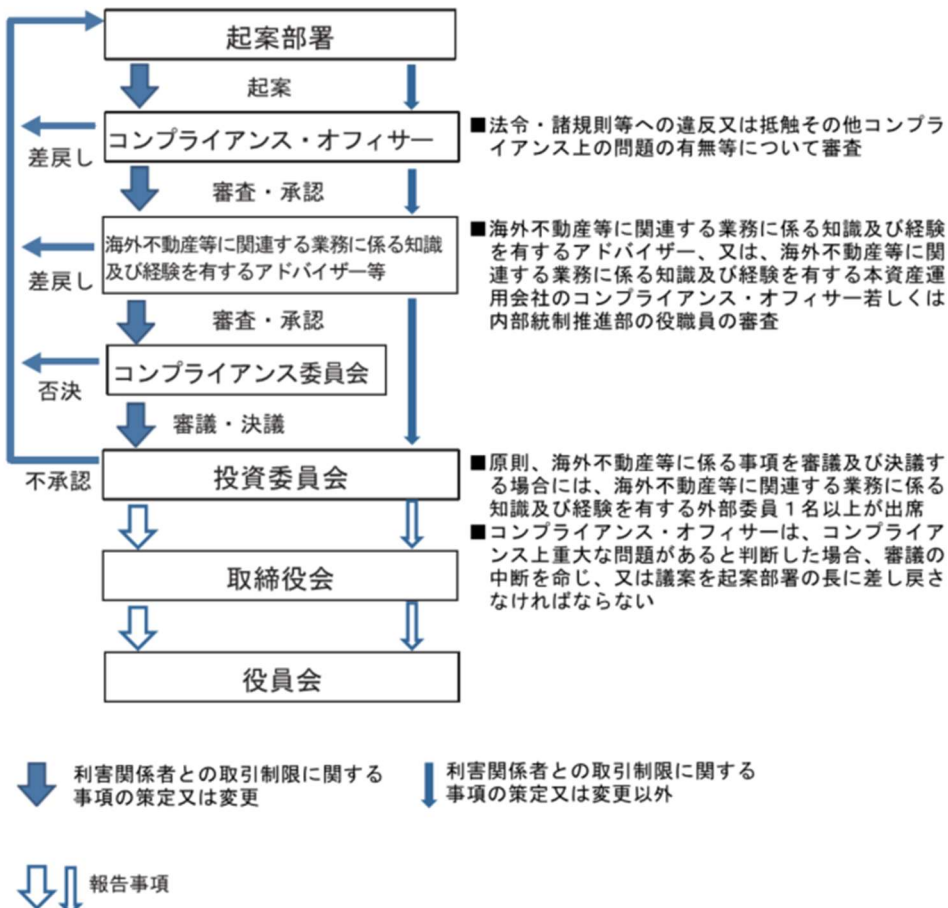 起案部署
起案
コンプライアンス・オフィサー
差戻し
■法令・諸規則等への違反又は抵触その他コンプラ
イアンス上の問題の有無等について審査
審査・承認
海外不動産等に関連する業務に係る知識
及び経験を有するアドバイザー等
差戻し
■海外不動産等に関連する業務に係る知識及び経験
を有するアドバイザー、又は、海外不動産等に関
連する業務に係る知識及び経験を有する本資産運
用会社のコンプライアンス・オフィサー若しくは
内部統制推進部の役職員の審査
審査・承認
コンプライアンス委員会
否決
審議・決議
投資委員会
不承認
■原則、海外不動産等に係る事項を審議及び決議す
る場合には、海外不動産等に関連する業務に係る
知識及び経験を有する外部委員1名以上が出席
■コンプライアンス・オフィサーは、コンプライア
ンス上重大な問題があると判断した場合、審議の
中断を命じ、又は議案を起案部署の長に差し戻さ
なければならない
取締役会
役員会
利害関係者との取引制限に関する
事項の策定又は変更
利害関係者との取引制限に関する
事項の策定又は変更以外
報告事項